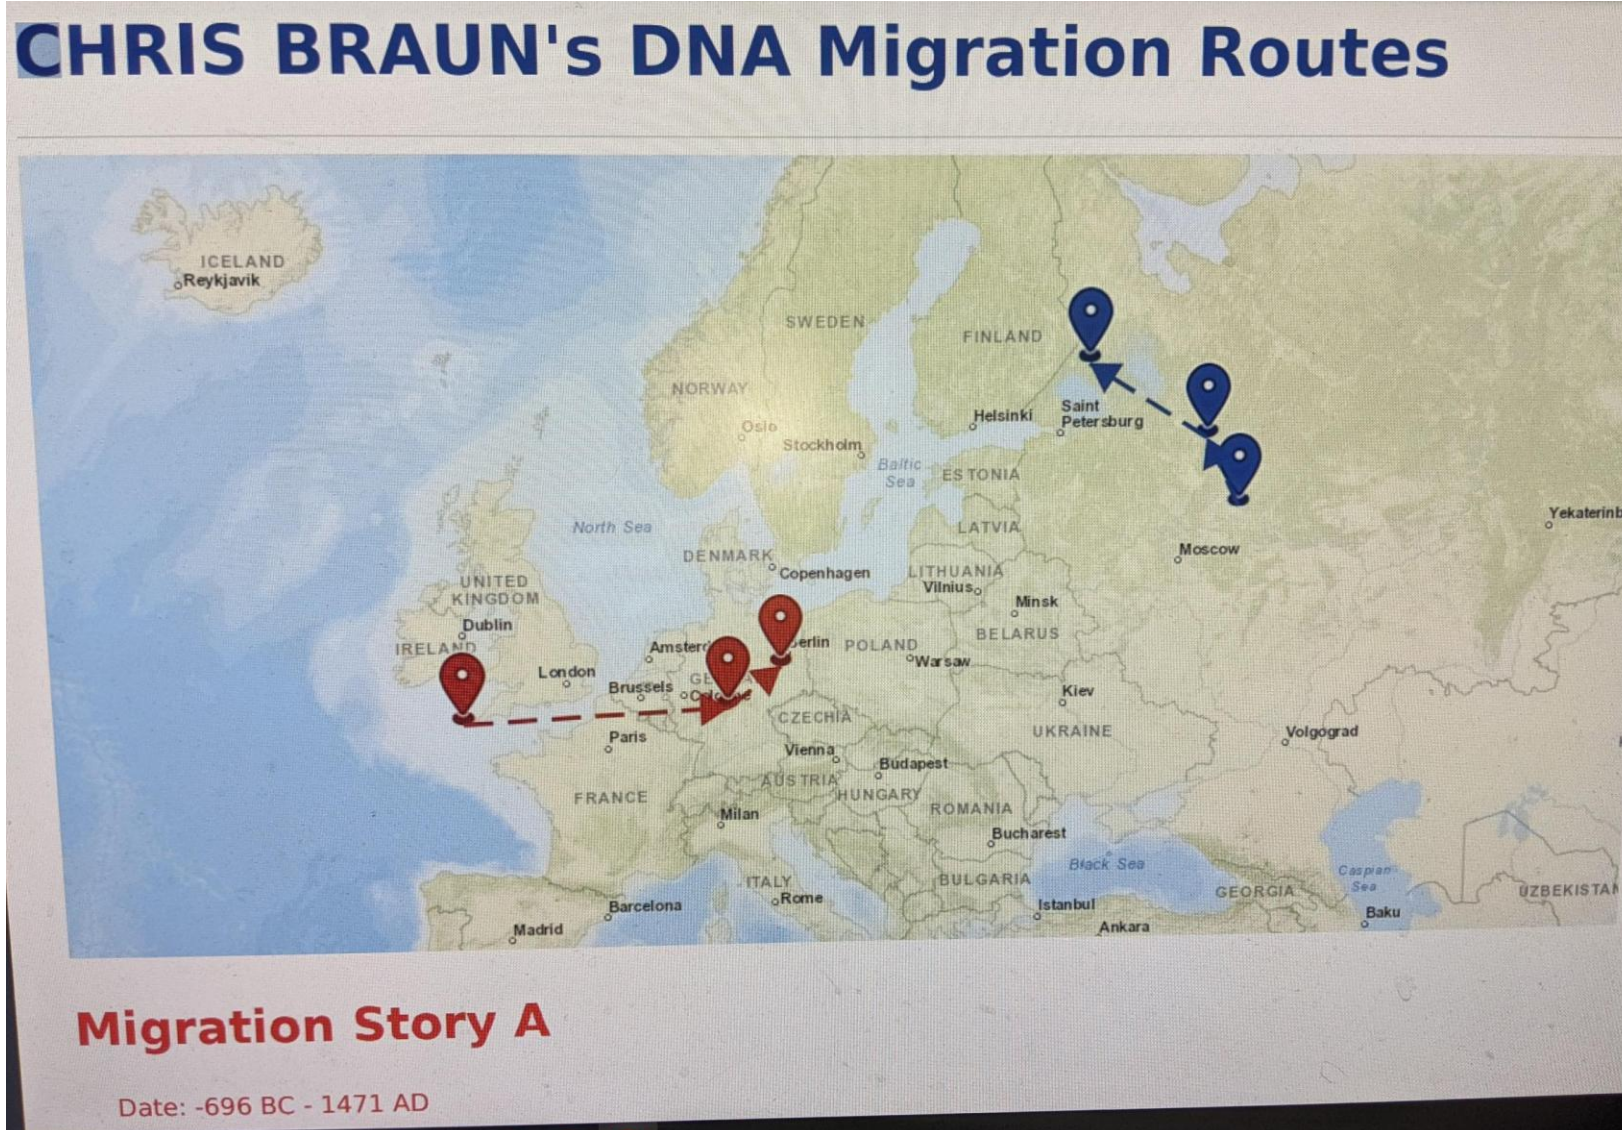 CHRIS BRAUN's DNA Migration Routes
ICELAND
Reykjavik
SWEDEN
FINLAND
NORWAY
Oslo
Stockholm
Helsinki
Saint
Petersburg
Baltic
Sea
ESTONIA
North Sea
LATVIA
Yekaterinb
DENMARK
Copenhagen
Moscow
LITHUANIA
Vilnius
UNITED
KINGDOM
Minsk
Dublin
BELARUS
IRELAND
Amsterd
erlin
POLAND
Warsaw
London
Brussels
GE
Kiev
CZECHIA
UKRAINE
Volgograd
Paris
Vienna
Budapest
AUSTRIA
HUNGARY
FRANCE
ROMANIA
Milan
Bucharest
Black Sea
Caspian
Sea
ITALY
BULGARIA
GEORGIA
UZBEKISTAN
Rome
Barcelona
Istanbul
Baku
Madrid
Ankara
Migration Story A
Date: -696 BC - 1471 AD